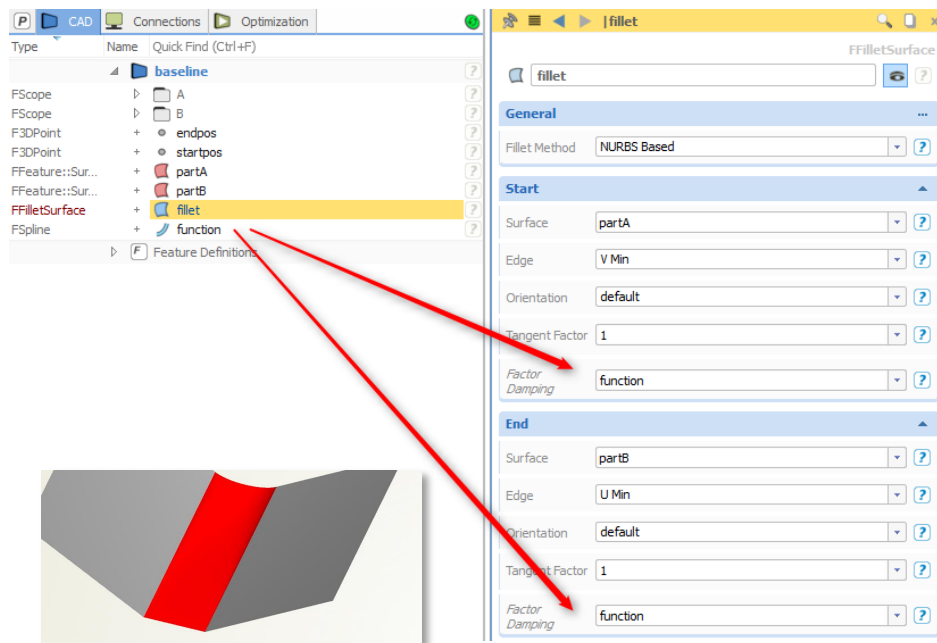 P CAD Connections Optimization
Type Name Quick Find (Ctrl+F)
baseline ?
FScope A ?
FScope B ?
F3DPoint endpos ?
F3DPoint startpos ?
FFeature::Sur... partA ?
FFeature::Sur... partB ?
FFilletSurface fillet ?
FSpline function ?
F Feature Definitions
|fillet
FFilletSurface
fillet ?
General ...
Fillet Method NURBS Based ?
Start
Surface partA ?
Edge V Min ?
Orientation default ?
Tangent Factor 1 ?
Factor
Damping function ?
End
Surface partB ?
Edge U Min ?
Orientation default ?
Tangent Factor 1 ?
Factor
Damping function ?